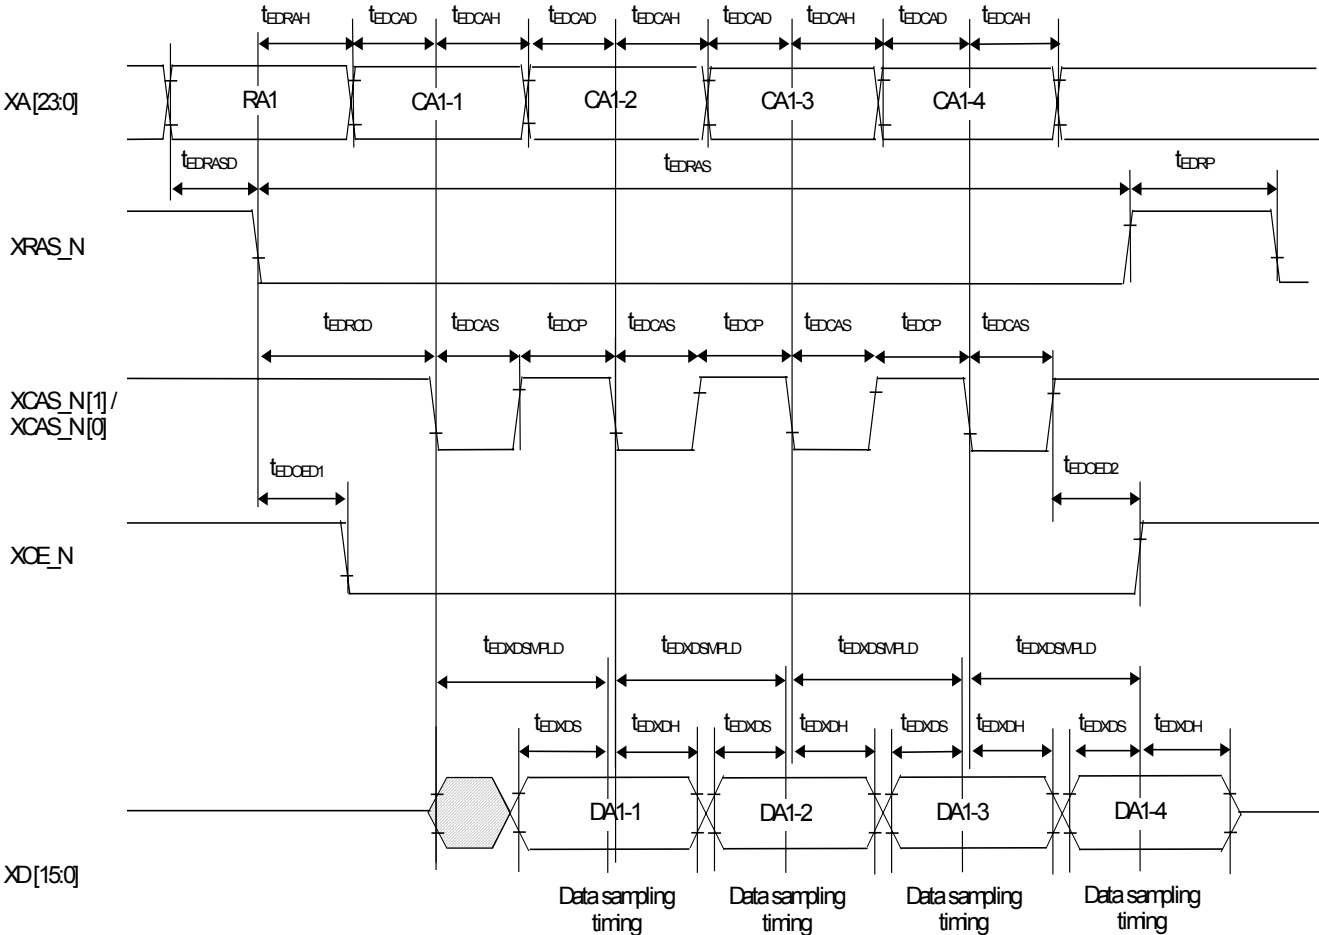 tEDRAH tEDCAD tEDCAH tEDCAD tEDCAH tEDCAD tEDCAH tEDCAD tEDCAH
XA [23:0] RA1 CA1-1 CA1-2 CA1-3 CA1-4
tEDRASD tEDRAS tEDRP
XRAS_N
tEDRCD tEDCAS tEDCP tEDCAS tEDCP tEDCAS tEDCP tEDCAS
XCAS_N [1] /
XCAS_N [0]
tEDOED1 tEDOED2
XOE_N
tEDXDSMPLD tEDXDSMPLD tEDXDSMPLD tEDXDSMPLD
tEDXDS tEDXDH tEDXDS tEDXDH tEDXDS tEDXDH tEDXDS tEDXDH
DA1-1 DA1-2 DA1-3 DA1-4
XD [15:0]
Data sampling Data sampling Data sampling Data sampling
timing timing timing timing